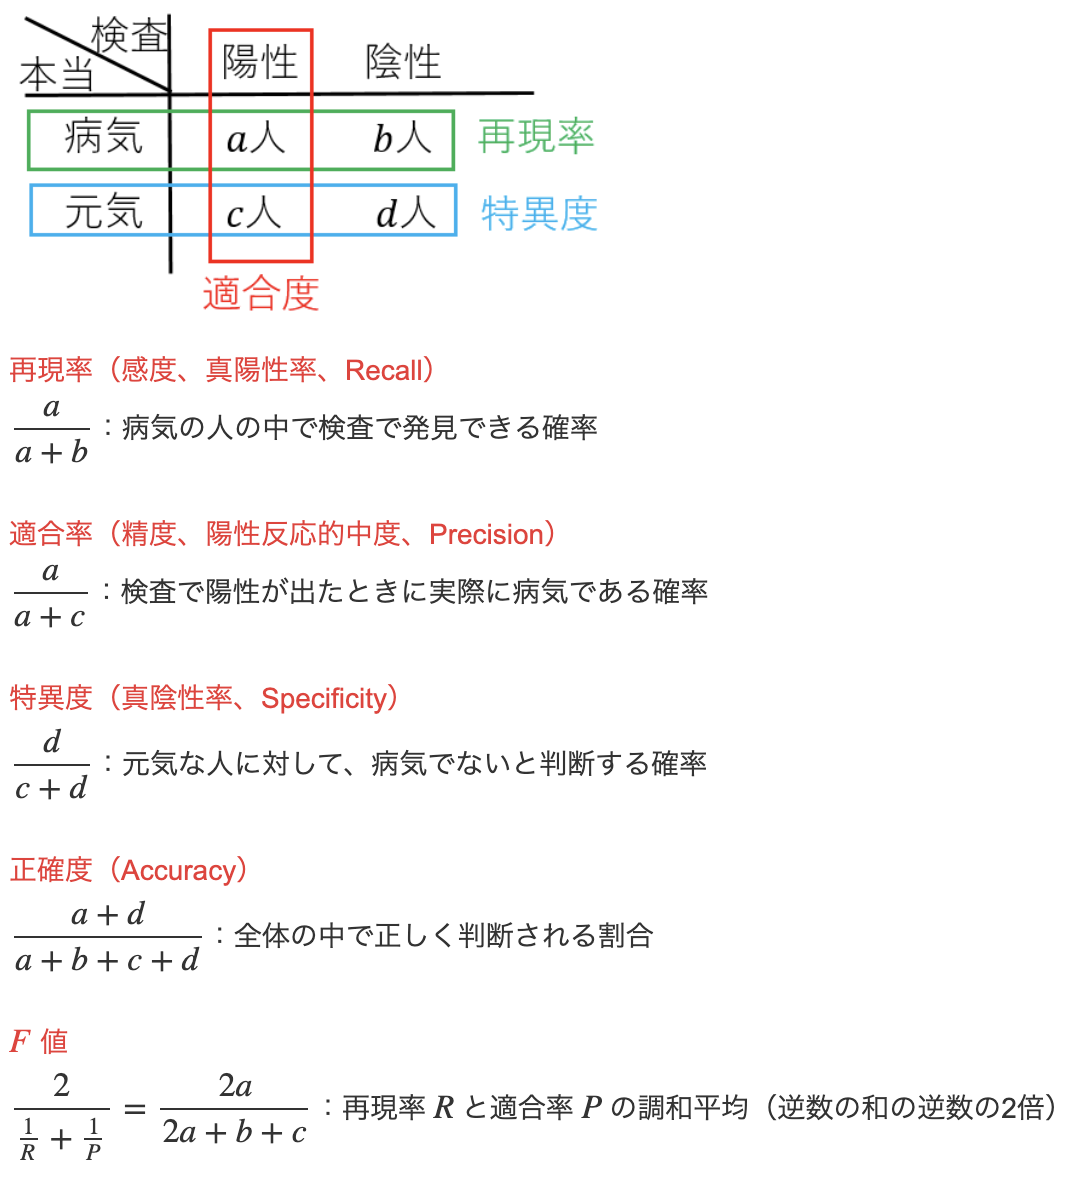 検査
本当
陽性 陰性
病気 a人 b人 再現率
元気 c人 d人 特異度
適合度
再現率（感度、真陽性率、Recall）
a/(a + b)：病気の人の中で検査で発見できる確率
適合率（精度、陽性反応的中度、Precision）
a/(a + c)：検査で陽性が出たときに実際に病気である確率
特異度（真陰性率、Specificity）
d/(c + d)：元気な人に対して、病気でないと判断する確率
正確度（Accuracy）
(a + d)/(a + b + c + d)：全体の中で正しく判断される割合
F 値
2/(1/R + 1/P) = 2a/(2a + b + c)：再現率 R と適合率 P の調和平均（逆数の和の逆数の2倍）